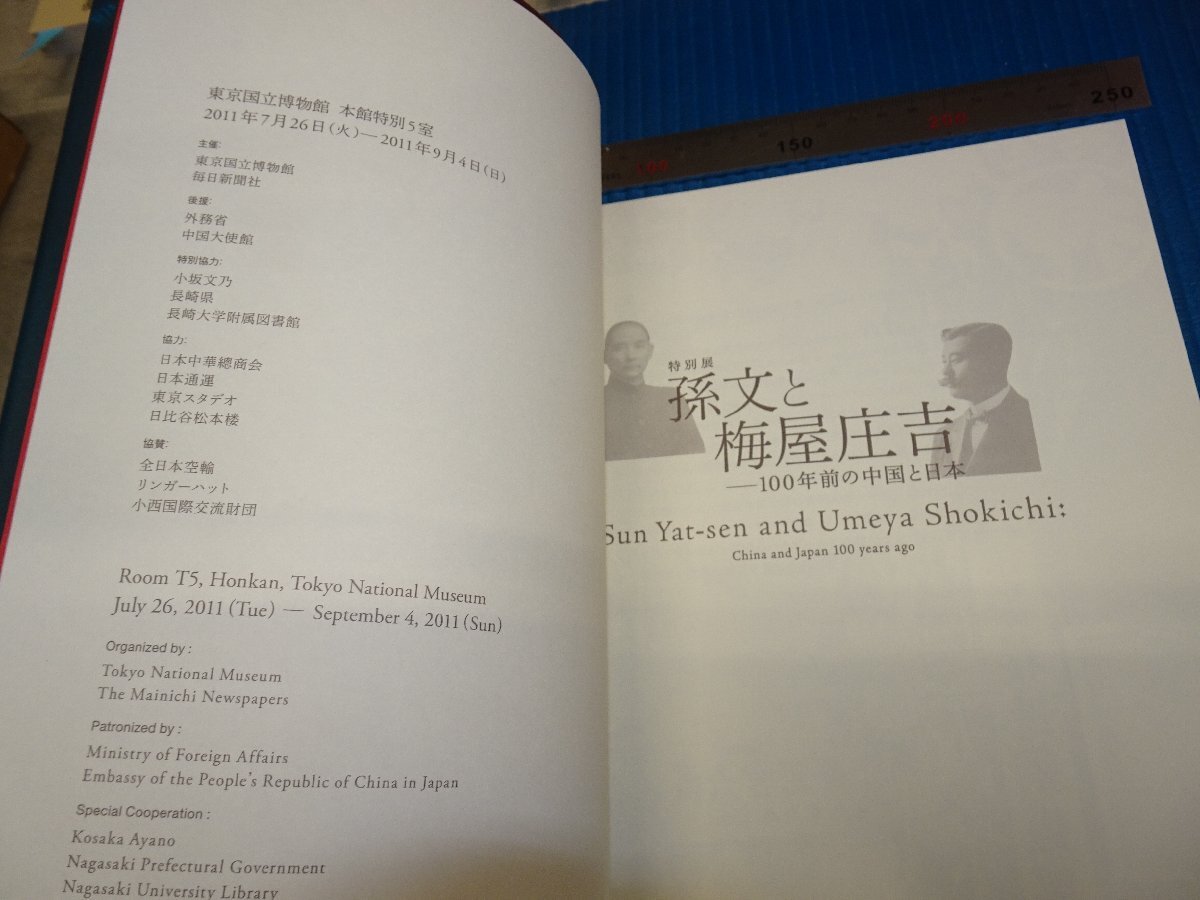 東京国立博物館 本館特別5室
2011年7月26日(火)―2011年9月4日(日)
主催:
東京国立博物館
毎日新聞社
後援:
外務省
中国大使館
特別協力:
小坂文乃
長崎県
長崎大学附属図書館
協力:
日本中華總商会
日本通運
東京スタデオ
日比谷松本楼
協賛:
全日本空輸
リンガーハット
小西国際交流財団
Room T5, Honkan, Tokyo National Museum
July 26, 2011 (Tue) — September 4, 2011 (Sun)
Organized by :
Tokyo National Museum
The Mainichi Newspapers
Patronized by :
Ministry of Foreign Affairs
Embassy of the People's Republic of China in Japan
Special Cooperation :
Kosaka Ayano
Nagasaki Prefectural Government
Nagasaki University Library
100 150 200 250
特別展
孫文と
梅屋庄吉
―100年前の中国と日本
Sun Yat-sen and Umeya Shokichi:
China and Japan 100 years ago